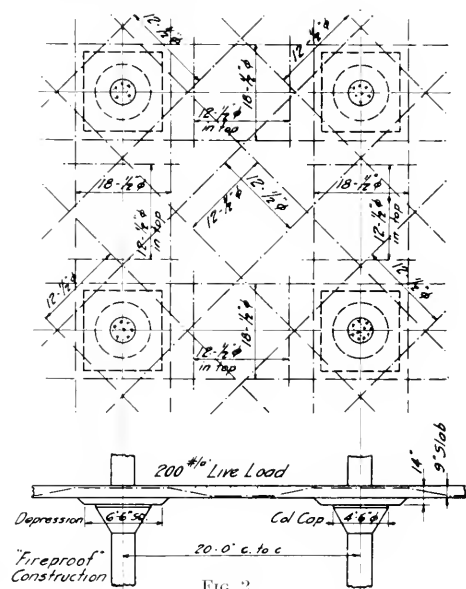 12-½"φ
12-½"φ
18-½"φ
12-½"φ
in top
18-½"φ
12-½"φ
18-½"φ
12-½"φ
in top
12-½"φ
12-½"φ
in top
12-½"φ
12-½"φ
18-½"φ
12-½"φ
in top
200 #/□' Live Load
14"
9" Slab
Depression
6'-6" sq.
Col Cap
4'-6" φ
20'-0" c. to c
"Fireproof"
Construction
FIG. 2